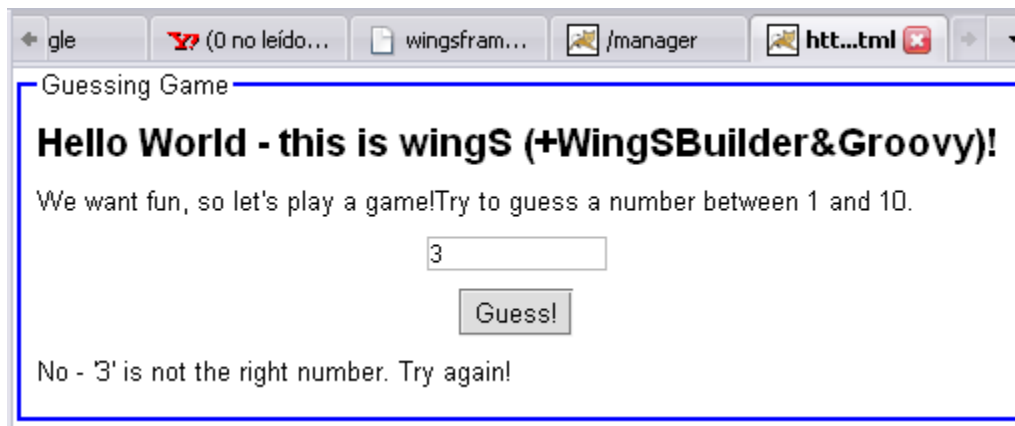 gle (0 no leído... wingsfram... /manager htt...tml
Guessing Game
Hello World - this is wingS (+WingSBuilder&Groovy)!
We want fun, so let's play a game!Try to guess a number between 1 and 10.
3
Guess!
No - '3' is not the right number. Try again!